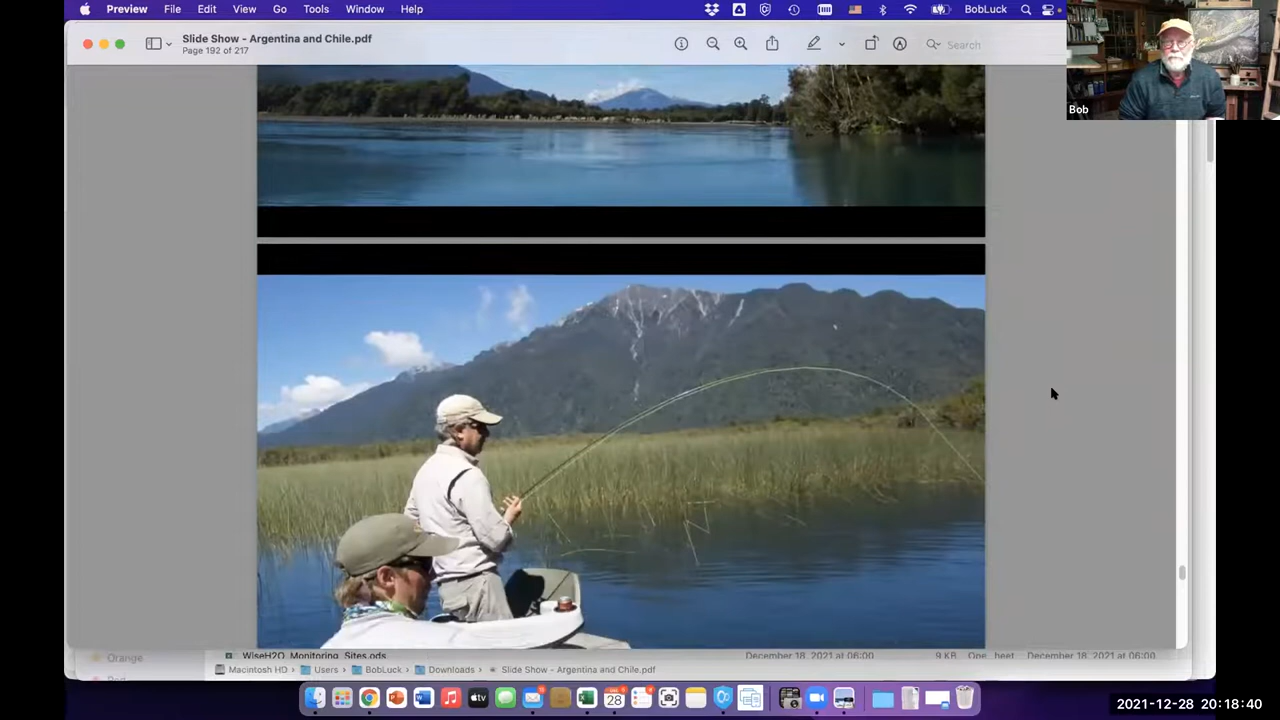 Preview File Edit View Go Tools Window Help BobLuck
Slide Show - Argentina and Chile.pdf
Page 192 of 217
Search
Bob
Orange
WiseH2O_Monitoring_Sites.ods December 18, 2021 at 06:00 9 KB December 18, 2021 at 06:00
Macintosh HD › Users › BobLuck › Downloads › Slide Show - Argentina and Chile.pdf
28
2021-12-28 20:18:40